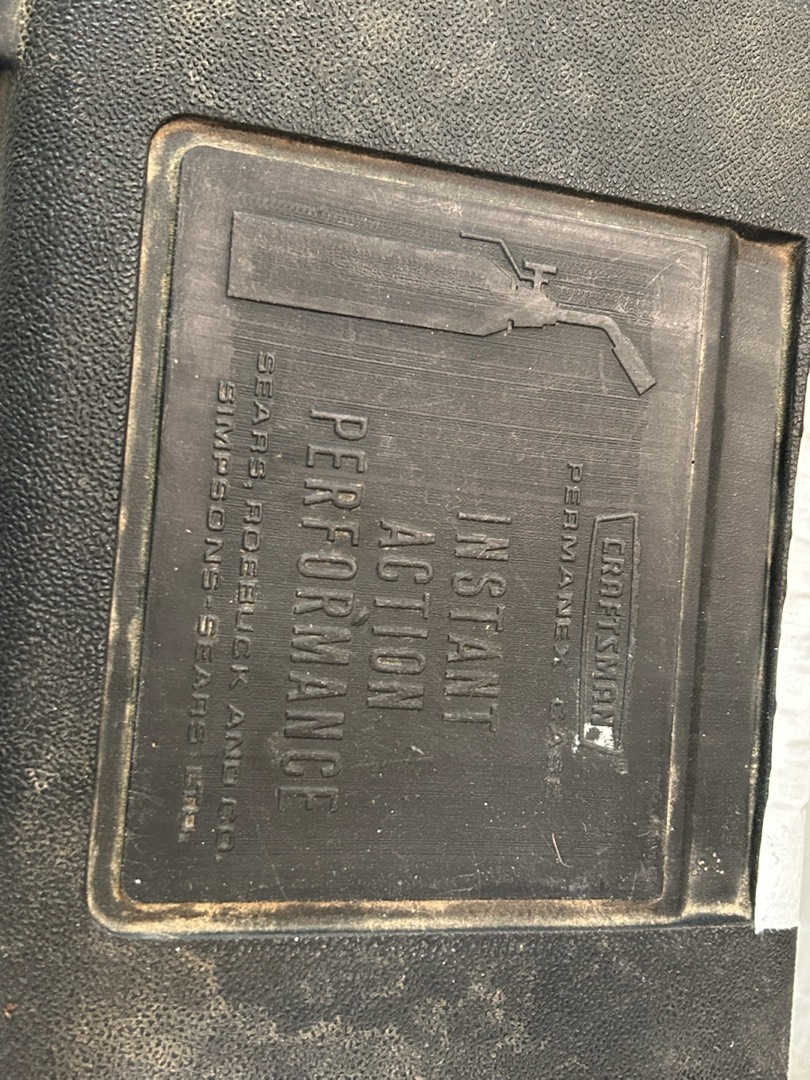 CRAFTSMAN
PERMANEX CASE
INSTANT
ACTION
PERFORMANCE
SEARS, ROEBUCK AND CO.
SIMPSONS-SEARS LTD.